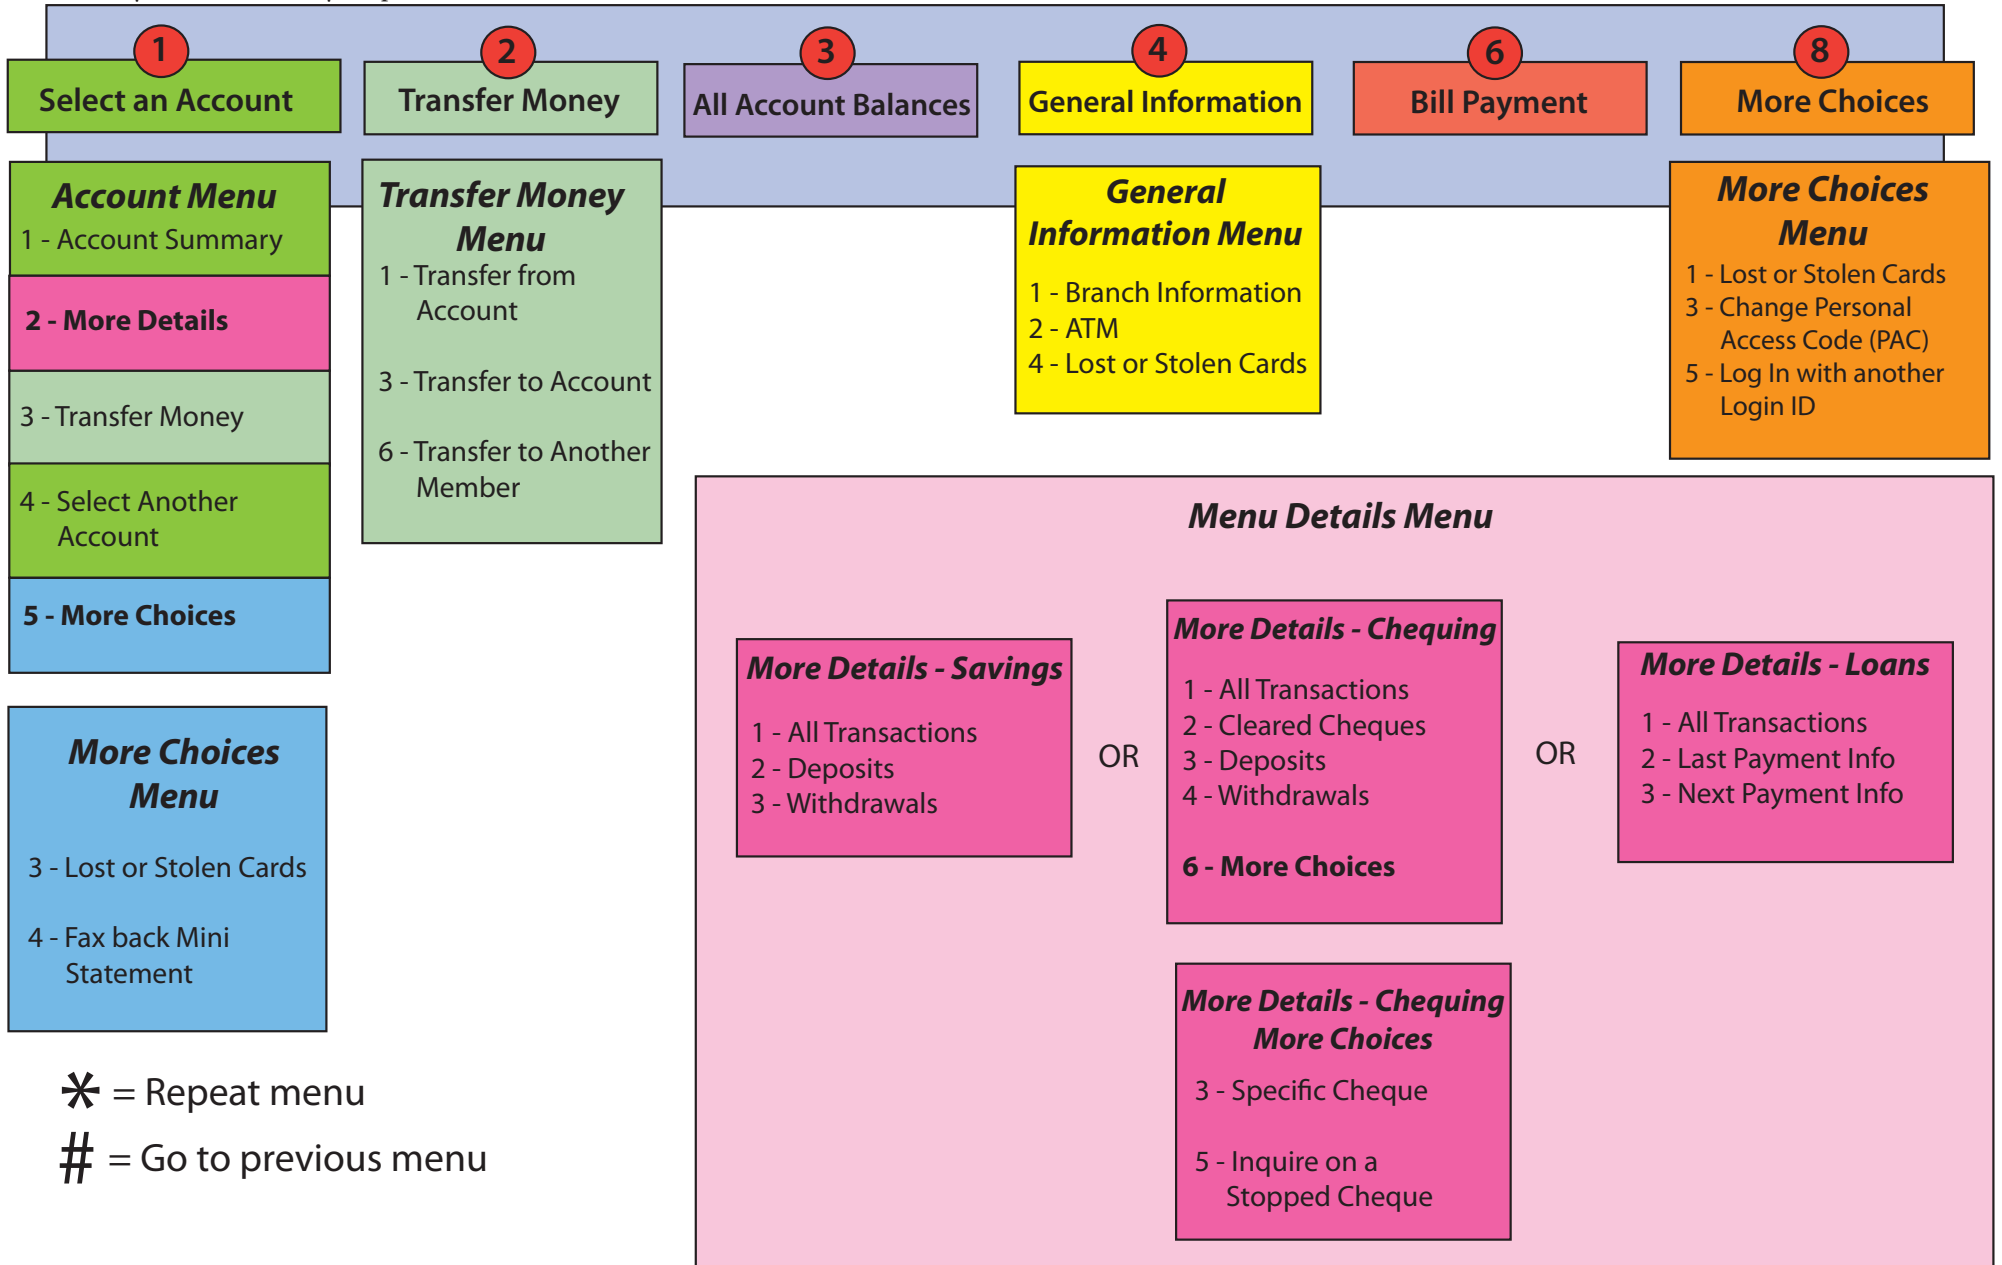 1
Select an Account
2
Transfer Money
3
All Account Balances
4
General Information
6
Bill Payment
8
More Choices
Account Menu
1 - Account Summary
2 - More Details
3 - Transfer Money
4 - Select Another
Account
5 - More Choices
Transfer Money
Menu
1 - Transfer from
Account
3 - Transfer to Account
6 - Transfer to Another
Member
General
Information Menu
1 - Branch Information
2 - ATM
4 - Lost or Stolen Cards
More Choices
Menu
1 - Lost or Stolen Cards
3 - Change Personal
Access Code (PAC)
5 - Log In with another
Login ID
More Choices
Menu
3 - Lost or Stolen Cards
4 - Fax back Mini
Statement
Menu Details Menu
More Details - Savings
1 - All Transactions
2 - Deposits
3 - Withdrawals
OR
More Details - Chequing
1 - All Transactions
2 - Cleared Cheques
3 - Deposits
4 - Withdrawals
6 - More Choices
OR
More Details - Loans
1 - All Transactions
2 - Last Payment Info
3 - Next Payment Info
More Details - Chequing
More Choices
3 - Specific Cheque
5 - Inquire on a
Stopped Cheque
* = Repeat menu
# = Go to previous menu